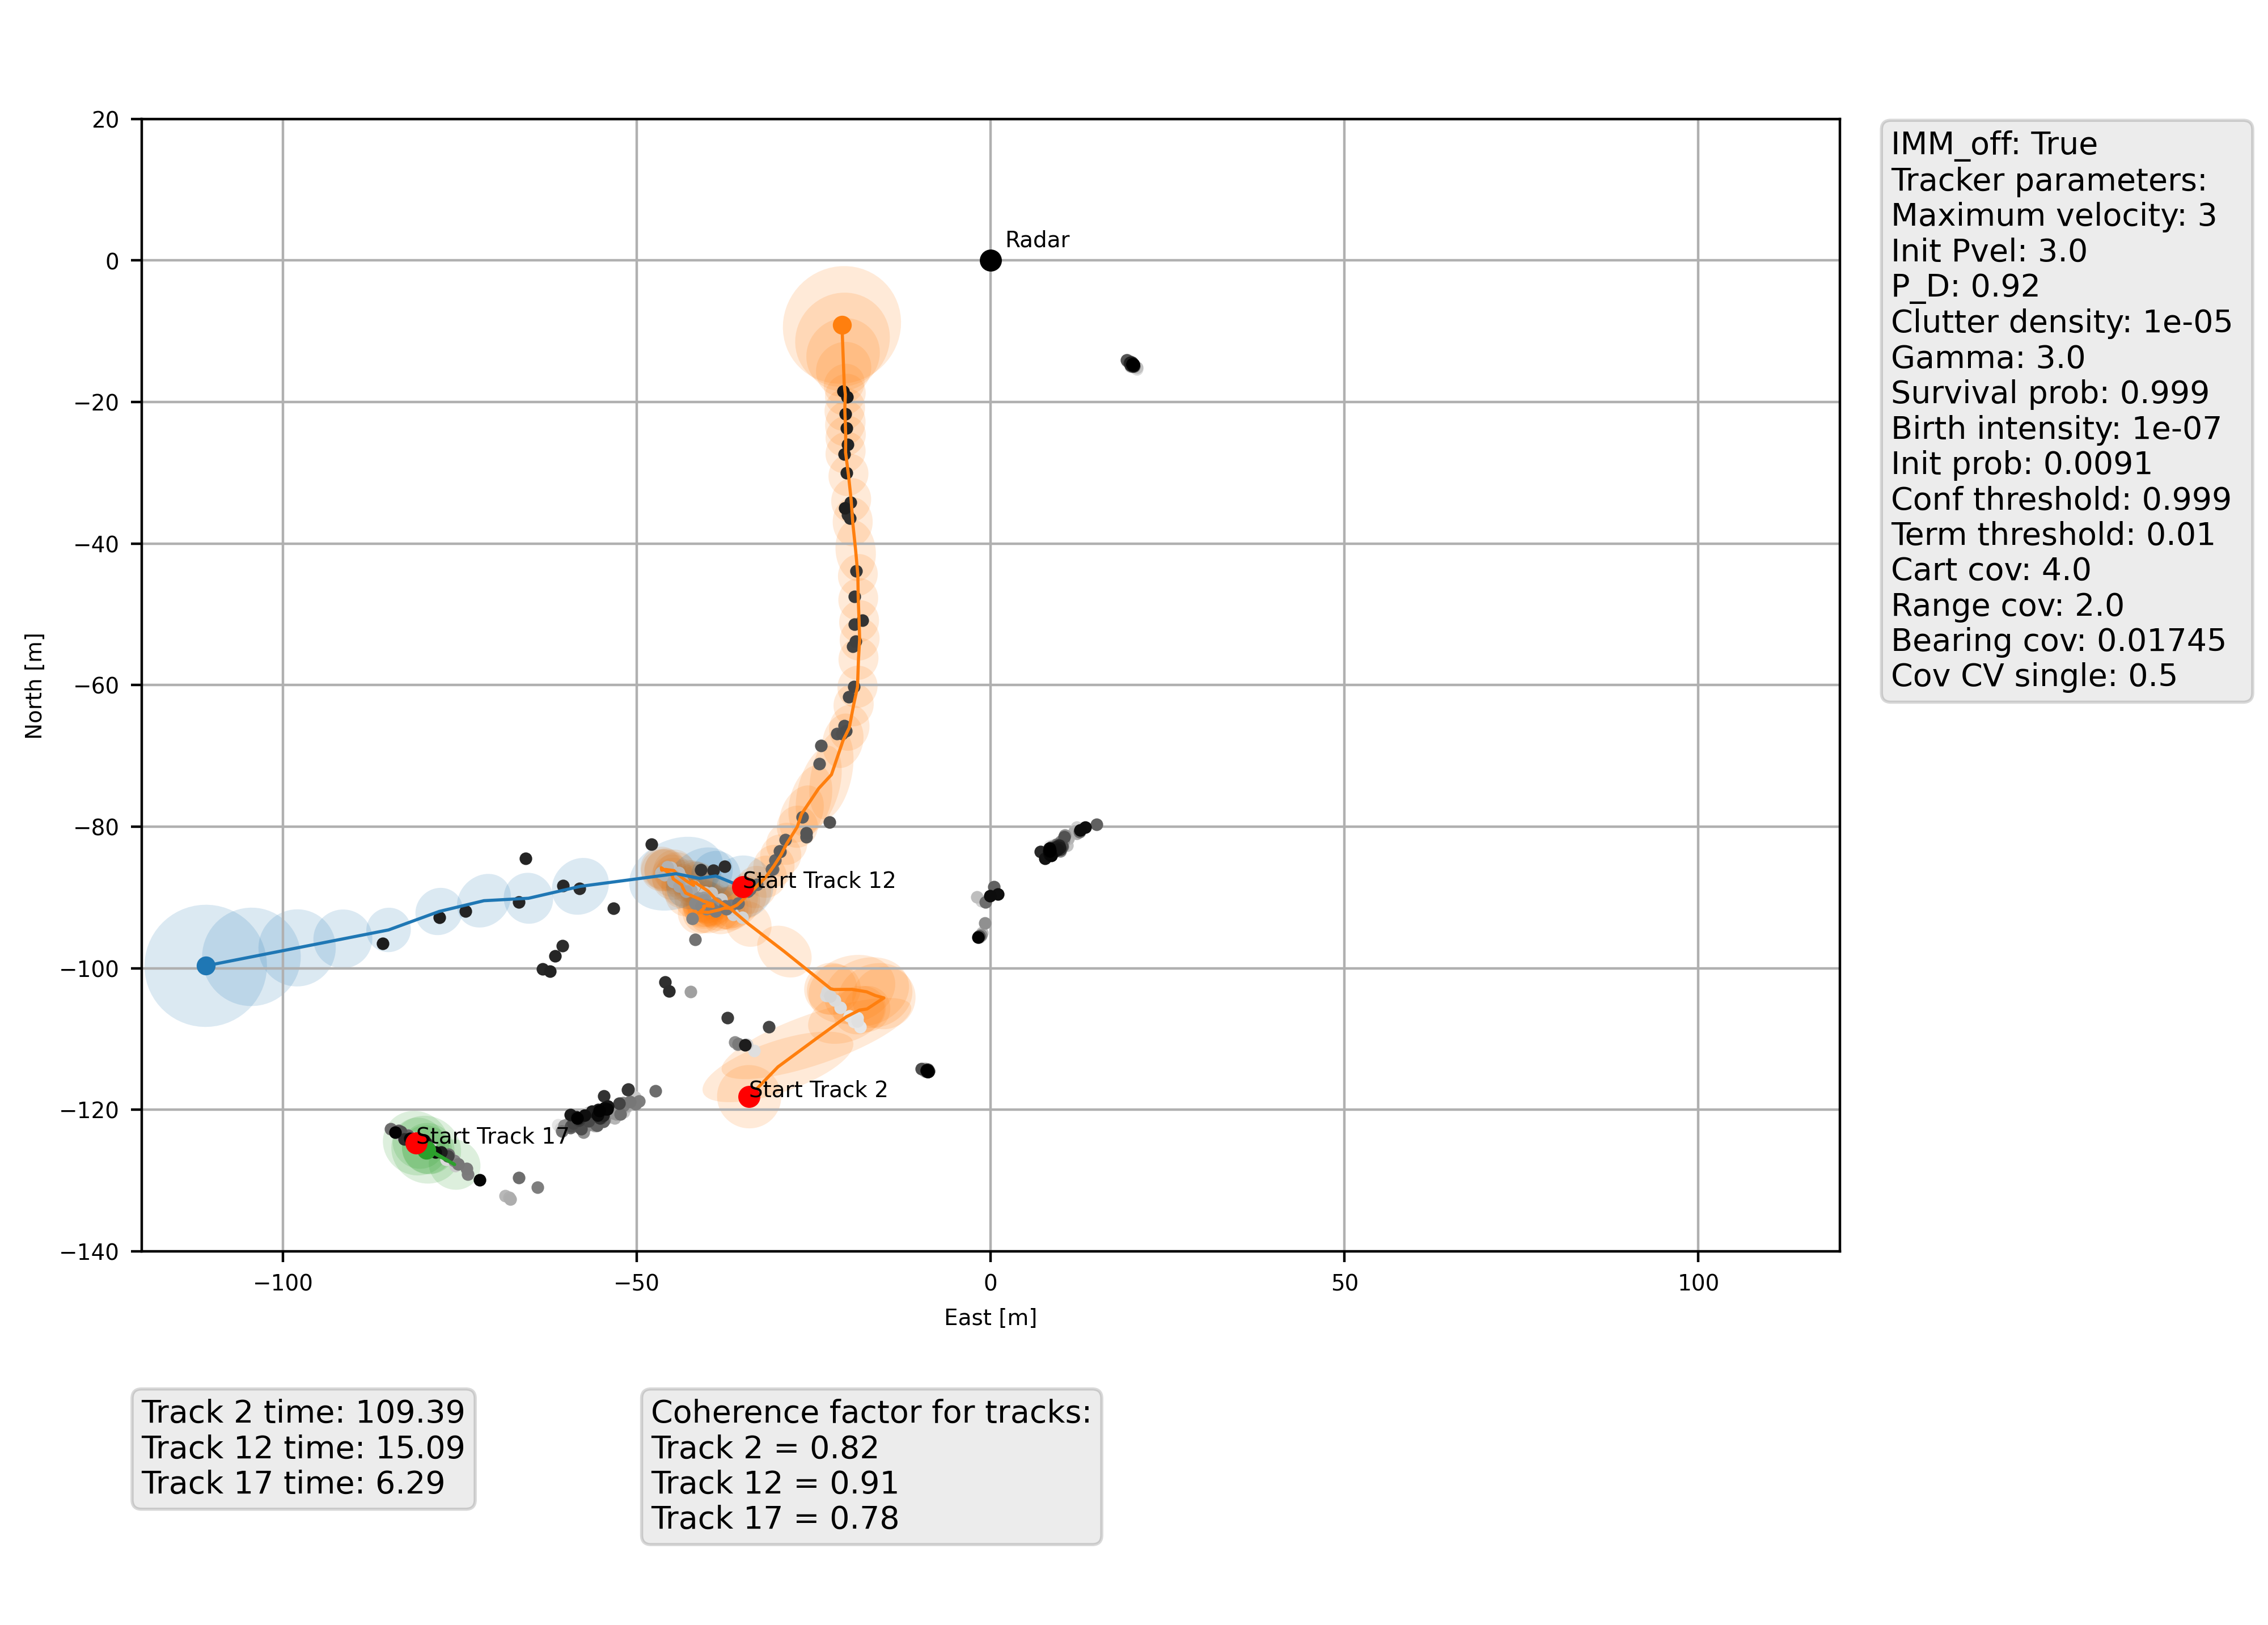 20
0
−20
−40
−60
−80
−100
−120
−140
North [m]
Radar
Start Track 12
Start Track 2
Start Track 17
−100
−50
0
50
100
East [m]
IMM_off: True
Tracker parameters:
Maximum velocity: 3
Init Pvel: 3.0
P_D: 0.92
Clutter density: 1e-05
Gamma: 3.0
Survival prob: 0.999
Birth intensity: 1e-07
Init prob: 0.0091
Conf threshold: 0.999
Term threshold: 0.01
Cart cov: 4.0
Range cov: 2.0
Bearing cov: 0.01745
Cov CV single: 0.5
Track 2 time: 109.39
Track 12 time: 15.09
Track 17 time: 6.29
Coherence factor for tracks:
Track 2 = 0.82
Track 12 = 0.91
Track 17 = 0.78